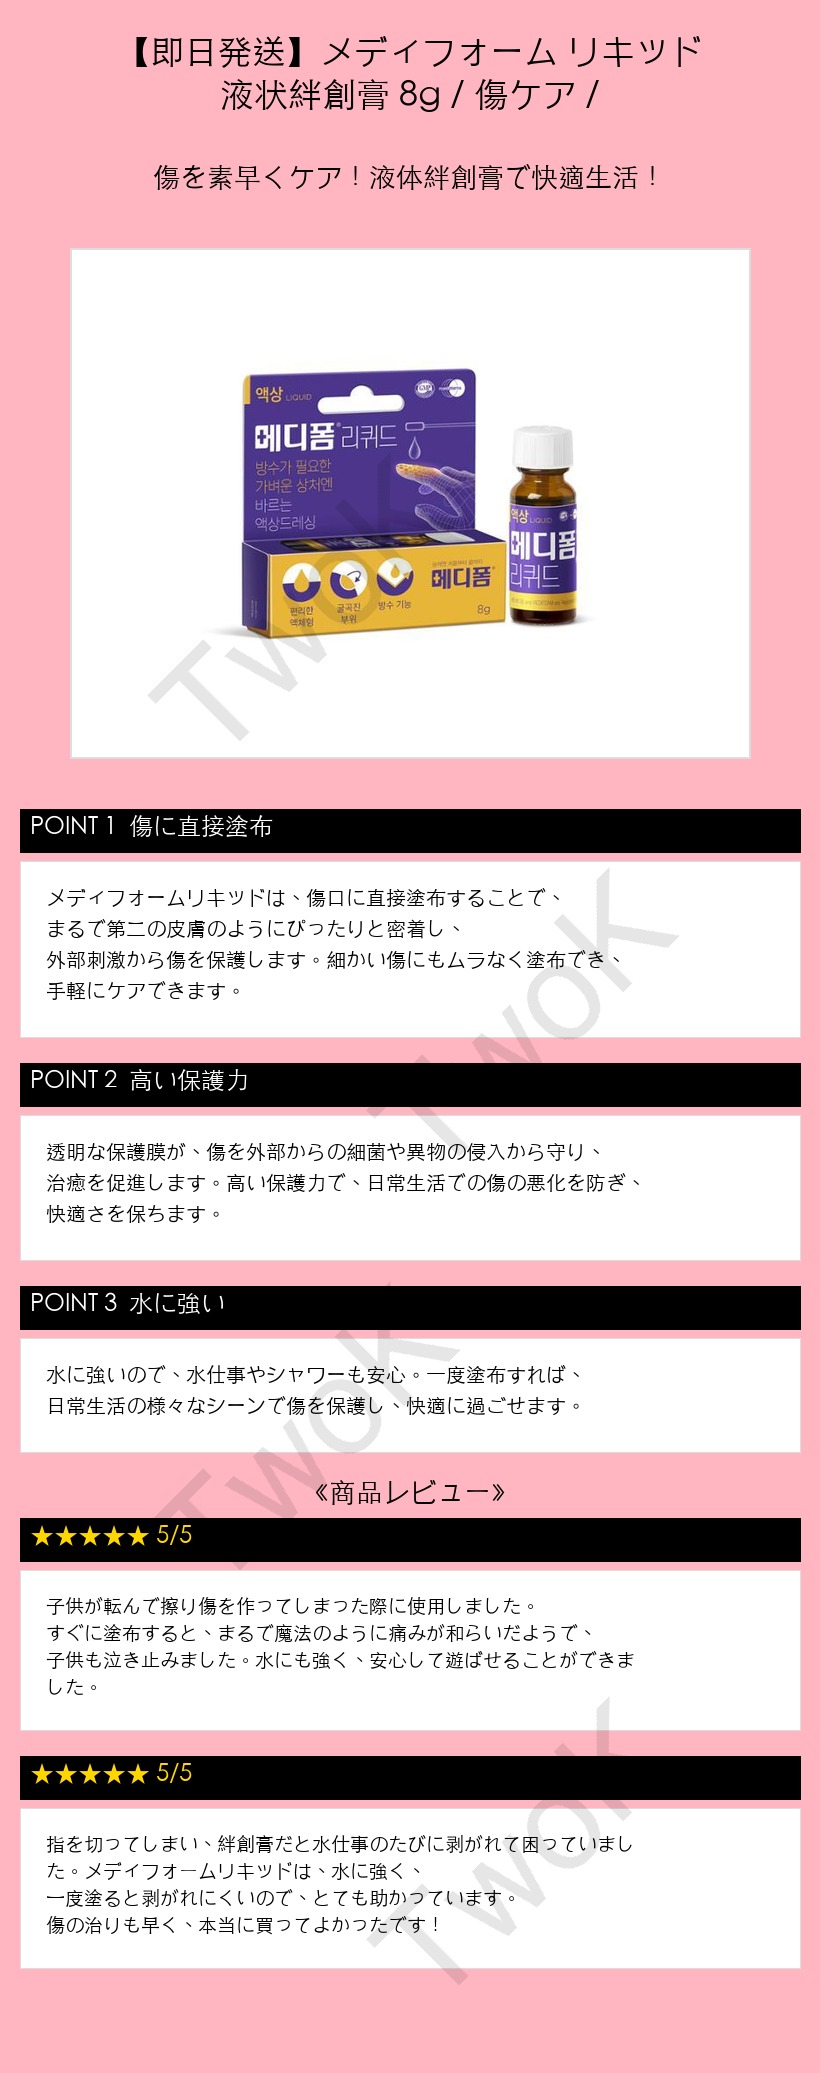 【即日発送】メディフォーム リキッド
液状絆創膏 8g / 傷ケア /
傷を素早くケア！液体絆創膏で快適生活！
액상 LIQUID
메디폼 리퀴드
방수가 필요한
가벼운 상처엔
바르는
액상드레싱
편리한
액체형
굴곡진
부위
방수 기능
메디폼
8g
액상 LIQUID
메디폼
리퀴드
TwoK
POINT 1 傷に直接塗布
メディフォームリキッドは、傷口に直接塗布することで、
まるで第二の皮膚のようにぴったりと密着し、
外部刺激から傷を保護します。細かい傷にもムラなく塗布でき、
手軽にケアできます。
TwoK
POINT 2 高い保護力
透明な保護膜が、傷を外部からの細菌や異物の侵入から守り、
治癒を促進します。高い保護力で、日常生活での傷の悪化を防ぎ、
快適さを保ちます。
POINT 3 水に強い
水に強いので、水仕事やシャワーも安心。一度塗布すれば、
日常生活の様々なシーンで傷を保護し、快適に過ごせます。
TwoK
《商品レビュー》
★★★★★ 5/5
子供が転んで擦り傷を作ってしまった際に使用しました。
すぐに塗布すると、まるで魔法のように痛みが和らいだようで、
子供も泣き止みました。水にも強く、安心して遊ばせることができま
した。
★★★★★ 5/5
指を切ってしまい、絆創膏だと水仕事のたびに剥がれて困っていまし
た。メディフォームリキッドは、水に強く、
一度塗ると剥がれにくいので、とても助かっています。
傷の治りも早く、本当に買ってよかったです！
TwoK